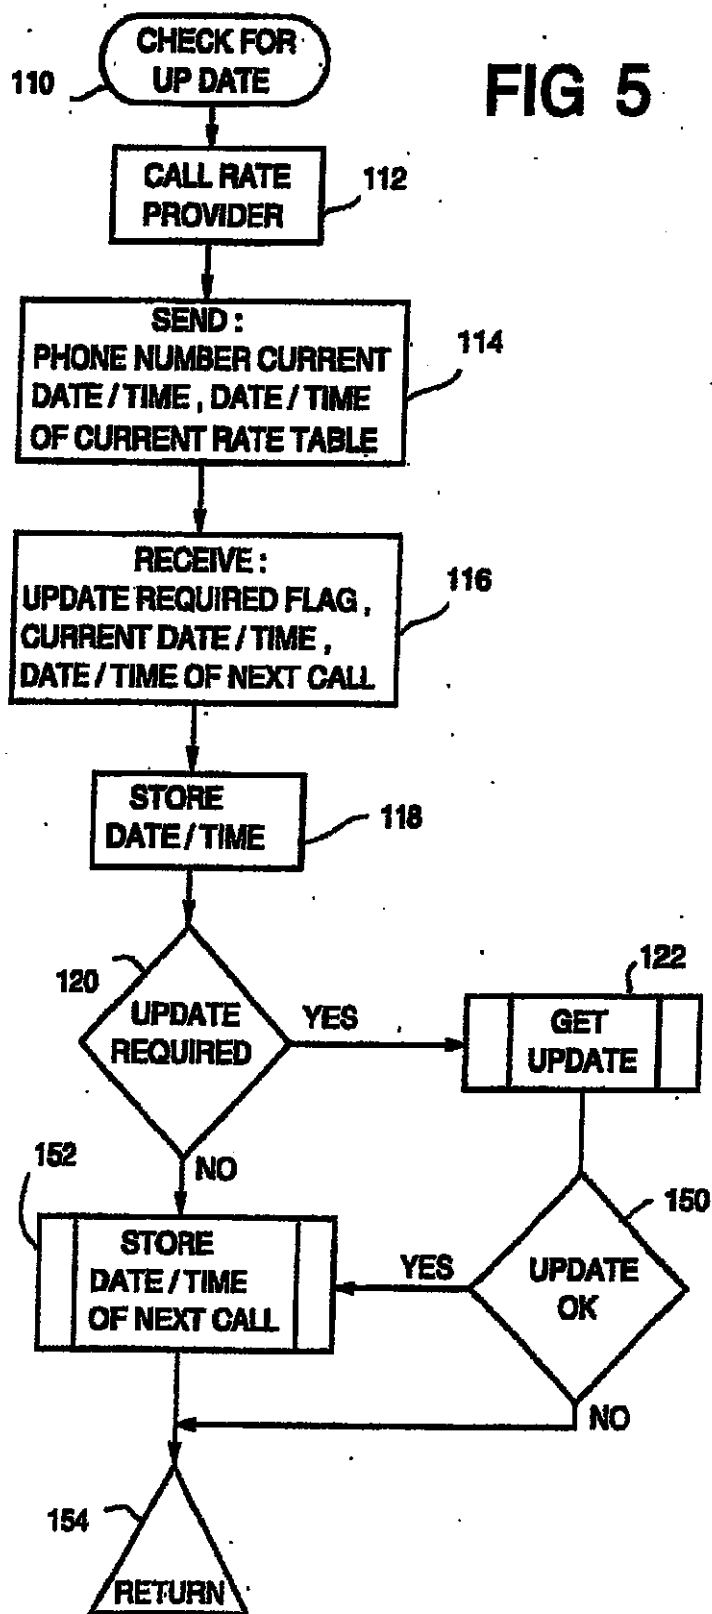 CHECK FOR
UP DATE
110
FIG 5
CALL RATE
PROVIDER
112
SEND :
PHONE NUMBER CURRENT
DATE / TIME , DATE / TIME
OF CURRENT RATE TABLE
114
RECEIVE :
UPDATE REQUIRED FLAG ,
CURRENT DATE / TIME ,
DATE / TIME OF NEXT CALL
116
STORE
DATE / TIME
118
120
UPDATE
REQUIRED
YES
122
GET
UPDATE
NO
152
STORE
DATE / TIME
OF NEXT CALL
YES
150
UPDATE
OK
NO
154
RETURN